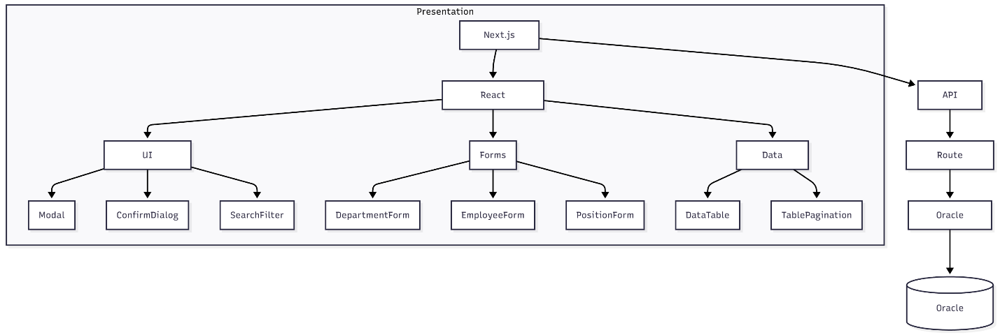 Presentation
Next.js
React
API
UI
Forms
Data
Route
Modal
ConfirmDialog
SearchFilter
DepartmentForm
EmployeeForm
PositionForm
DataTable
TablePagination
Oracle
Oracle